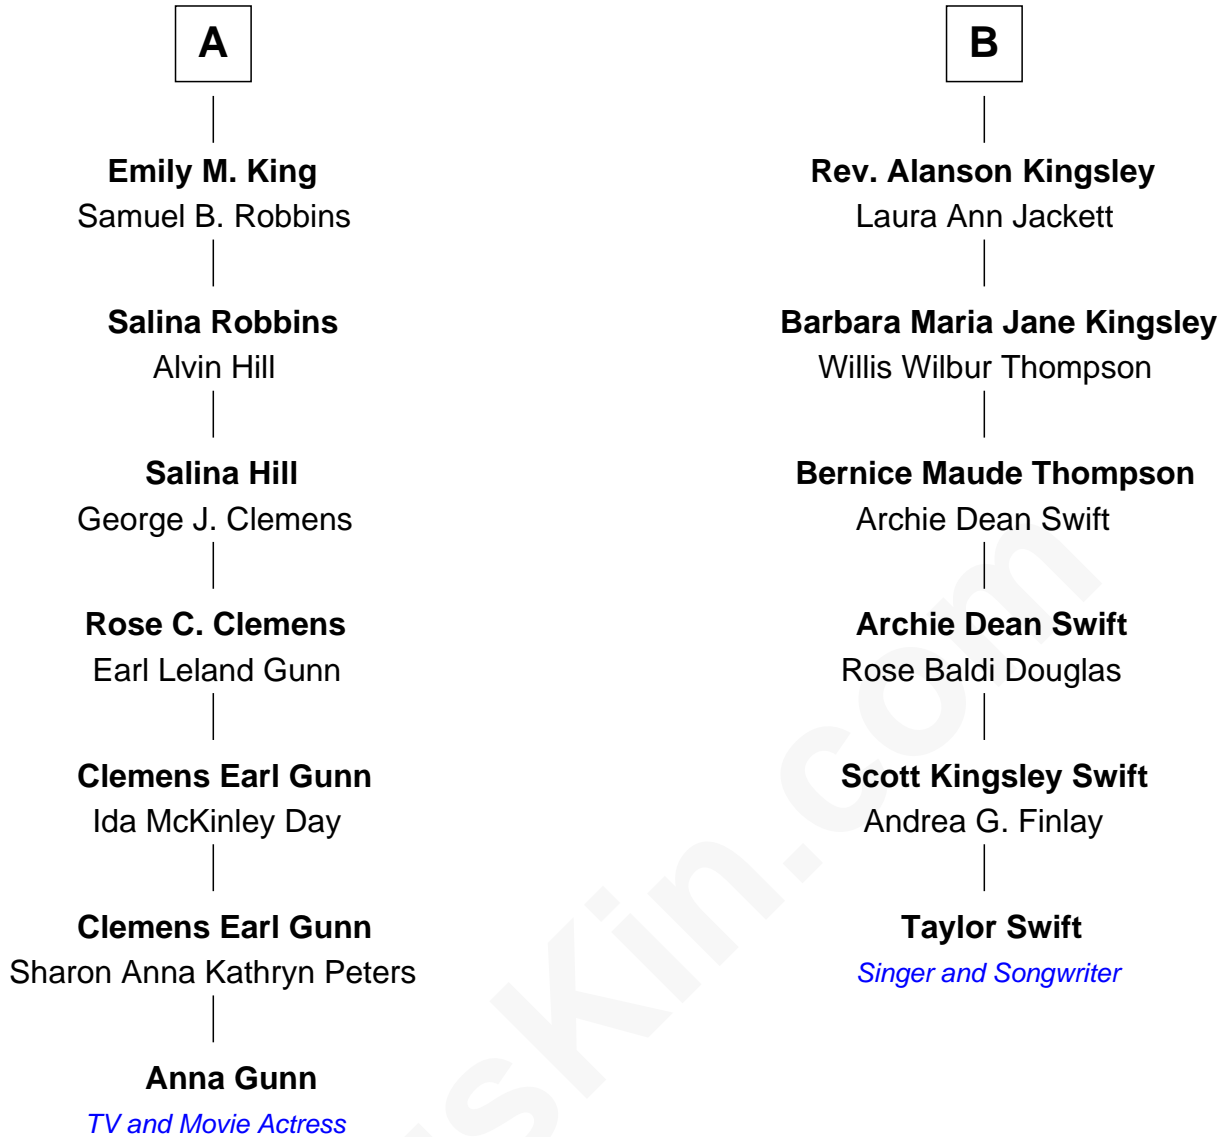 A
Emily M. King
Samuel B. Robbins
Salina Robbins
Alvin Hill
Salina Hill
George J. Clemens
Rose C. Clemens
Earl Leland Gunn
Clemens Earl Gunn
Ida McKinley Day
Clemens Earl Gunn
Sharon Anna Kathryn Peters
Anna Gunn
TV and Movie Actress
B
Rev. Alanson Kingsley
Laura Ann Jackett
Barbara Maria Jane Kingsley
Willis Wilbur Thompson
Bernice Maude Thompson
Archie Dean Swift
Archie Dean Swift
Rose Baldi Douglas
Scott Kingsley Swift
Andrea G. Finlay
Taylor Swift
Singer and Songwriter
sKin.com